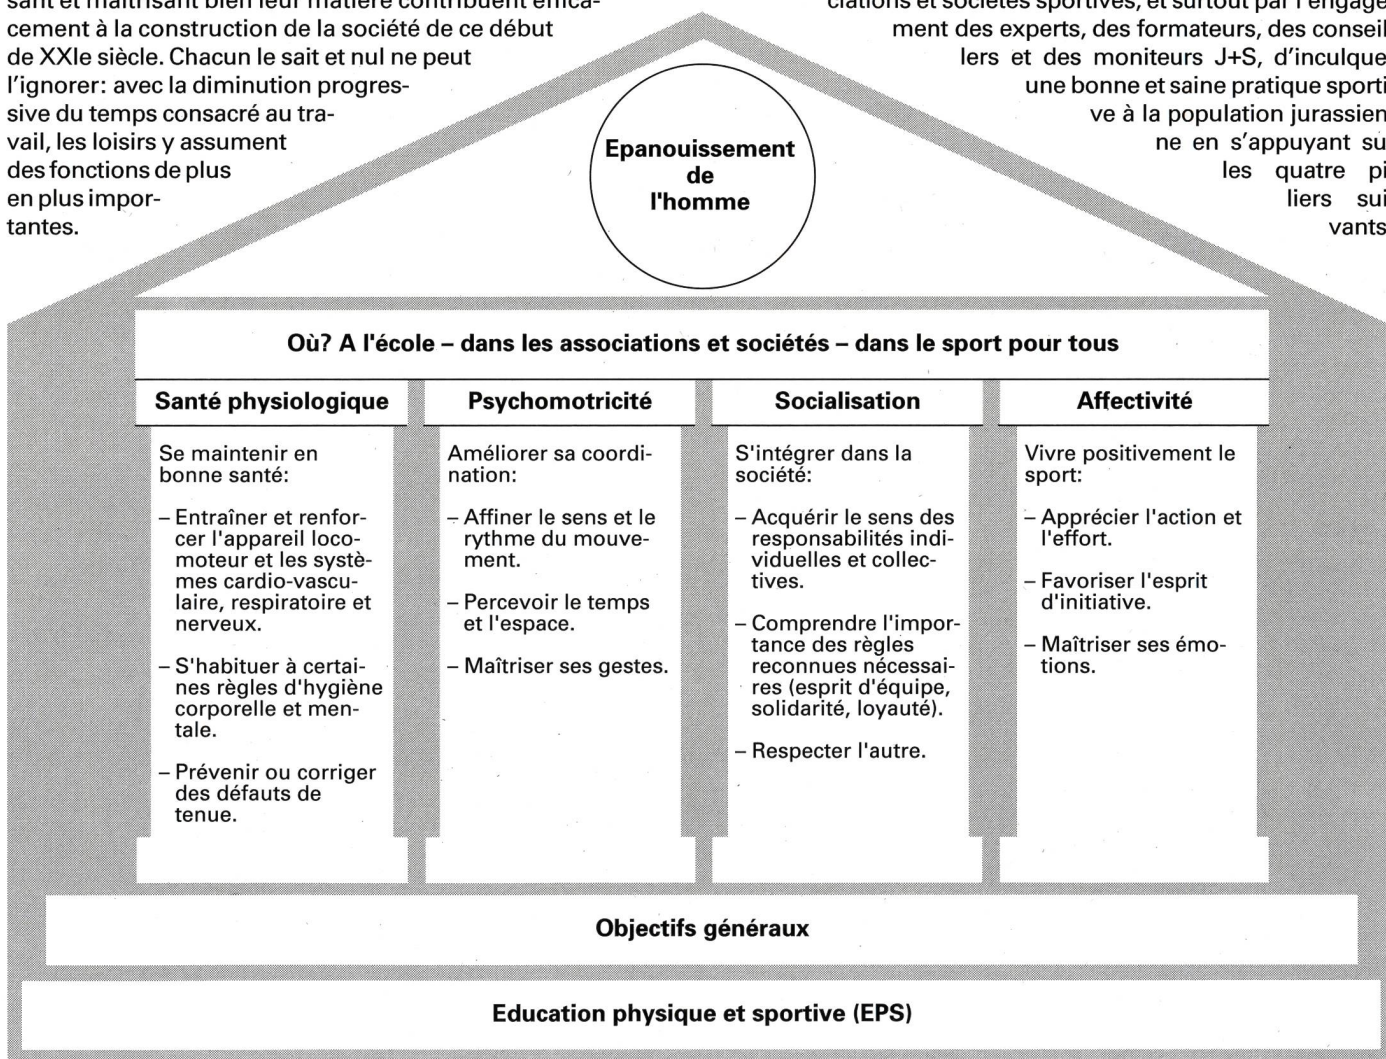 sant et maîtrisant bien leur matière contribuent effica-
cement à la construction de la société de ce début
de XXIe siècle. Chacun le sait et nul ne peut
l'ignorer: avec la diminution progres-
sive du temps consacré au tra-
vail, les loisirs y assument
des fonctions de plus
en plus impor-
tantes.
ciations et sociétés sportives, et surtout par l'engage
ment des experts, des formateurs, des conseil
lers et des moniteurs J+S, d'inculque
une bonne et saine pratique sporti
ve à la population jurassien
ne en s'appuyant su
les quatre pi
liers sui
vants
Epanouissement
de
l'homme
Où? A l'école – dans les associations et sociétés – dans le sport pour tous
Santé physiologique
Se maintenir en
bonne santé:
– Entraîner et renfor-
cer l'appareil loco-
moteur et les systè-
mes cardio-vascu-
laire, respiratoire et
nerveux.
– S'habituer à certai-
nes règles d'hygiène
corporelle et men-
tale.
– Prévenir ou corriger
des défauts de
tenue.
Psychomotricité
Améliorer sa coordi-
nation:
– Affiner le sens et le
rythme du mouve-
ment.
– Percevoir le temps
et l'espace.
– Maîtriser ses gestes.
Socialisation
S'intégrer dans la
société:
– Acquérir le sens des
responsabilités indi-
viduelles et collec-
tives.
– Comprendre l'impor-
tance des règles
reconnues nécessai-
res (esprit d'équipe,
solidarité, loyauté).
– Respecter l'autre.
Affectivité
Vivre positivement le
sport:
– Apprécier l'action et
l'effort.
– Favoriser l'esprit
d'initiative.
– Maîtriser ses émo-
tions.
Objectifs généraux
Education physique et sportive (EPS)